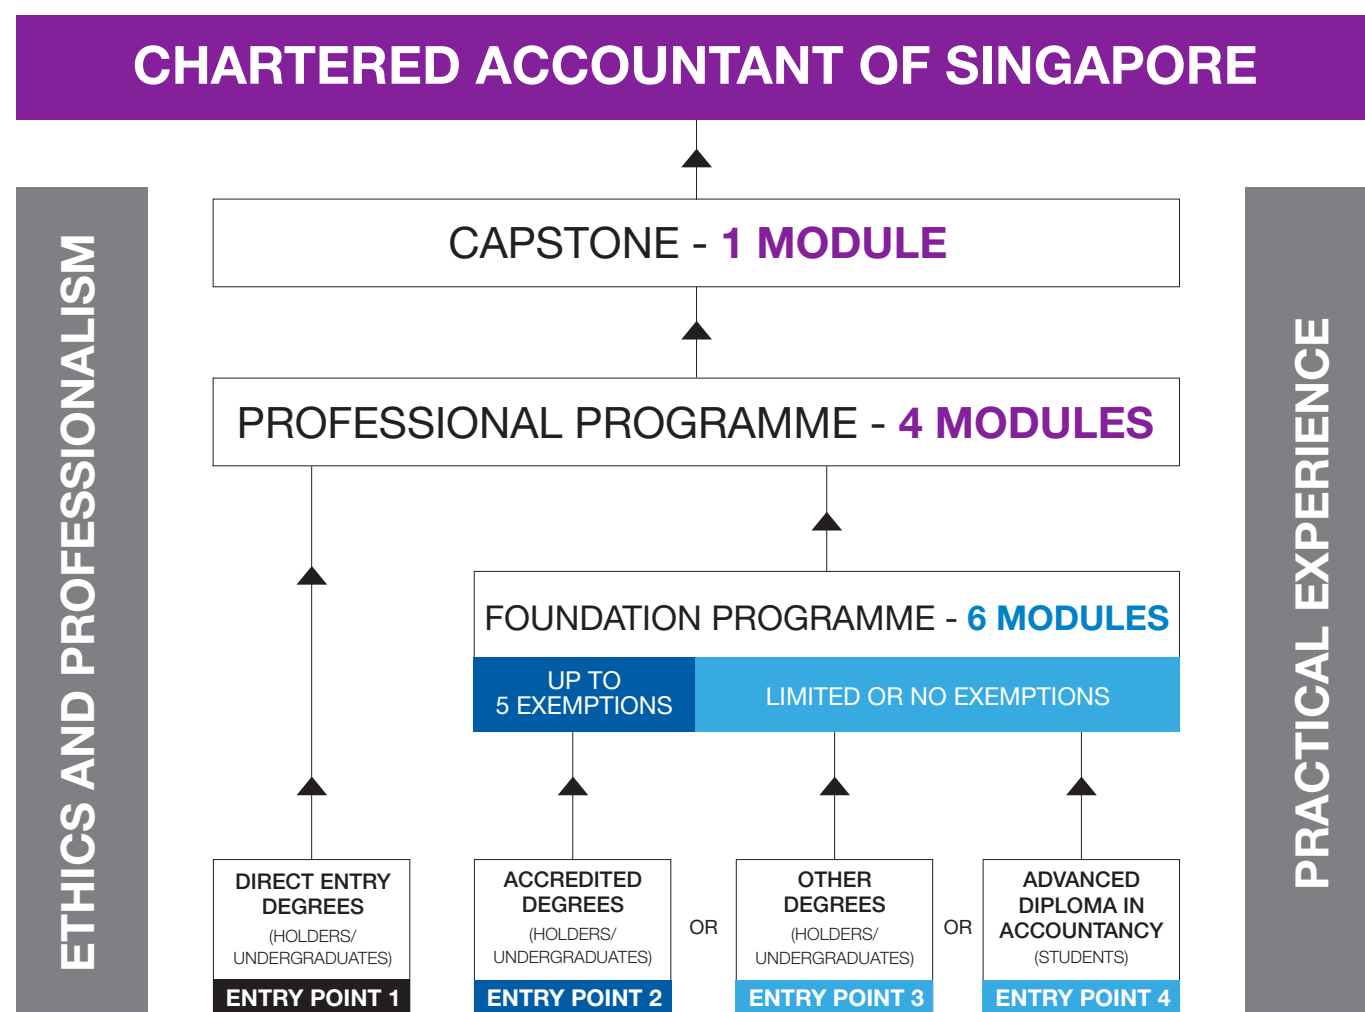 CHARTERED ACCOUNTANT OF SINGAPORE
ETHICS AND PROFESSIONALISM
CAPSTONE - 1 MODULE
PROFESSIONAL PROGRAMME - 4 MODULES
FOUNDATION PROGRAMME - 6 MODULES
UP TO
5 EXEMPTIONS
LIMITED OR NO EXEMPTIONS
DIRECT ENTRY
DEGREES
(HOLDERS/
UNDERGRADUATES)
ENTRY POINT 1
ACCREDITED
DEGREES
(HOLDERS/
UNDERGRADUATES)
ENTRY POINT 2
OR
OTHER
DEGREES
(HOLDERS/
UNDERGRADUATES)
ENTRY POINT 3
OR
ADVANCED
DIPLOMA IN
ACCOUNTANCY
(STUDENTS)
ENTRY POINT 4
PRACTICAL EXPERIENCE